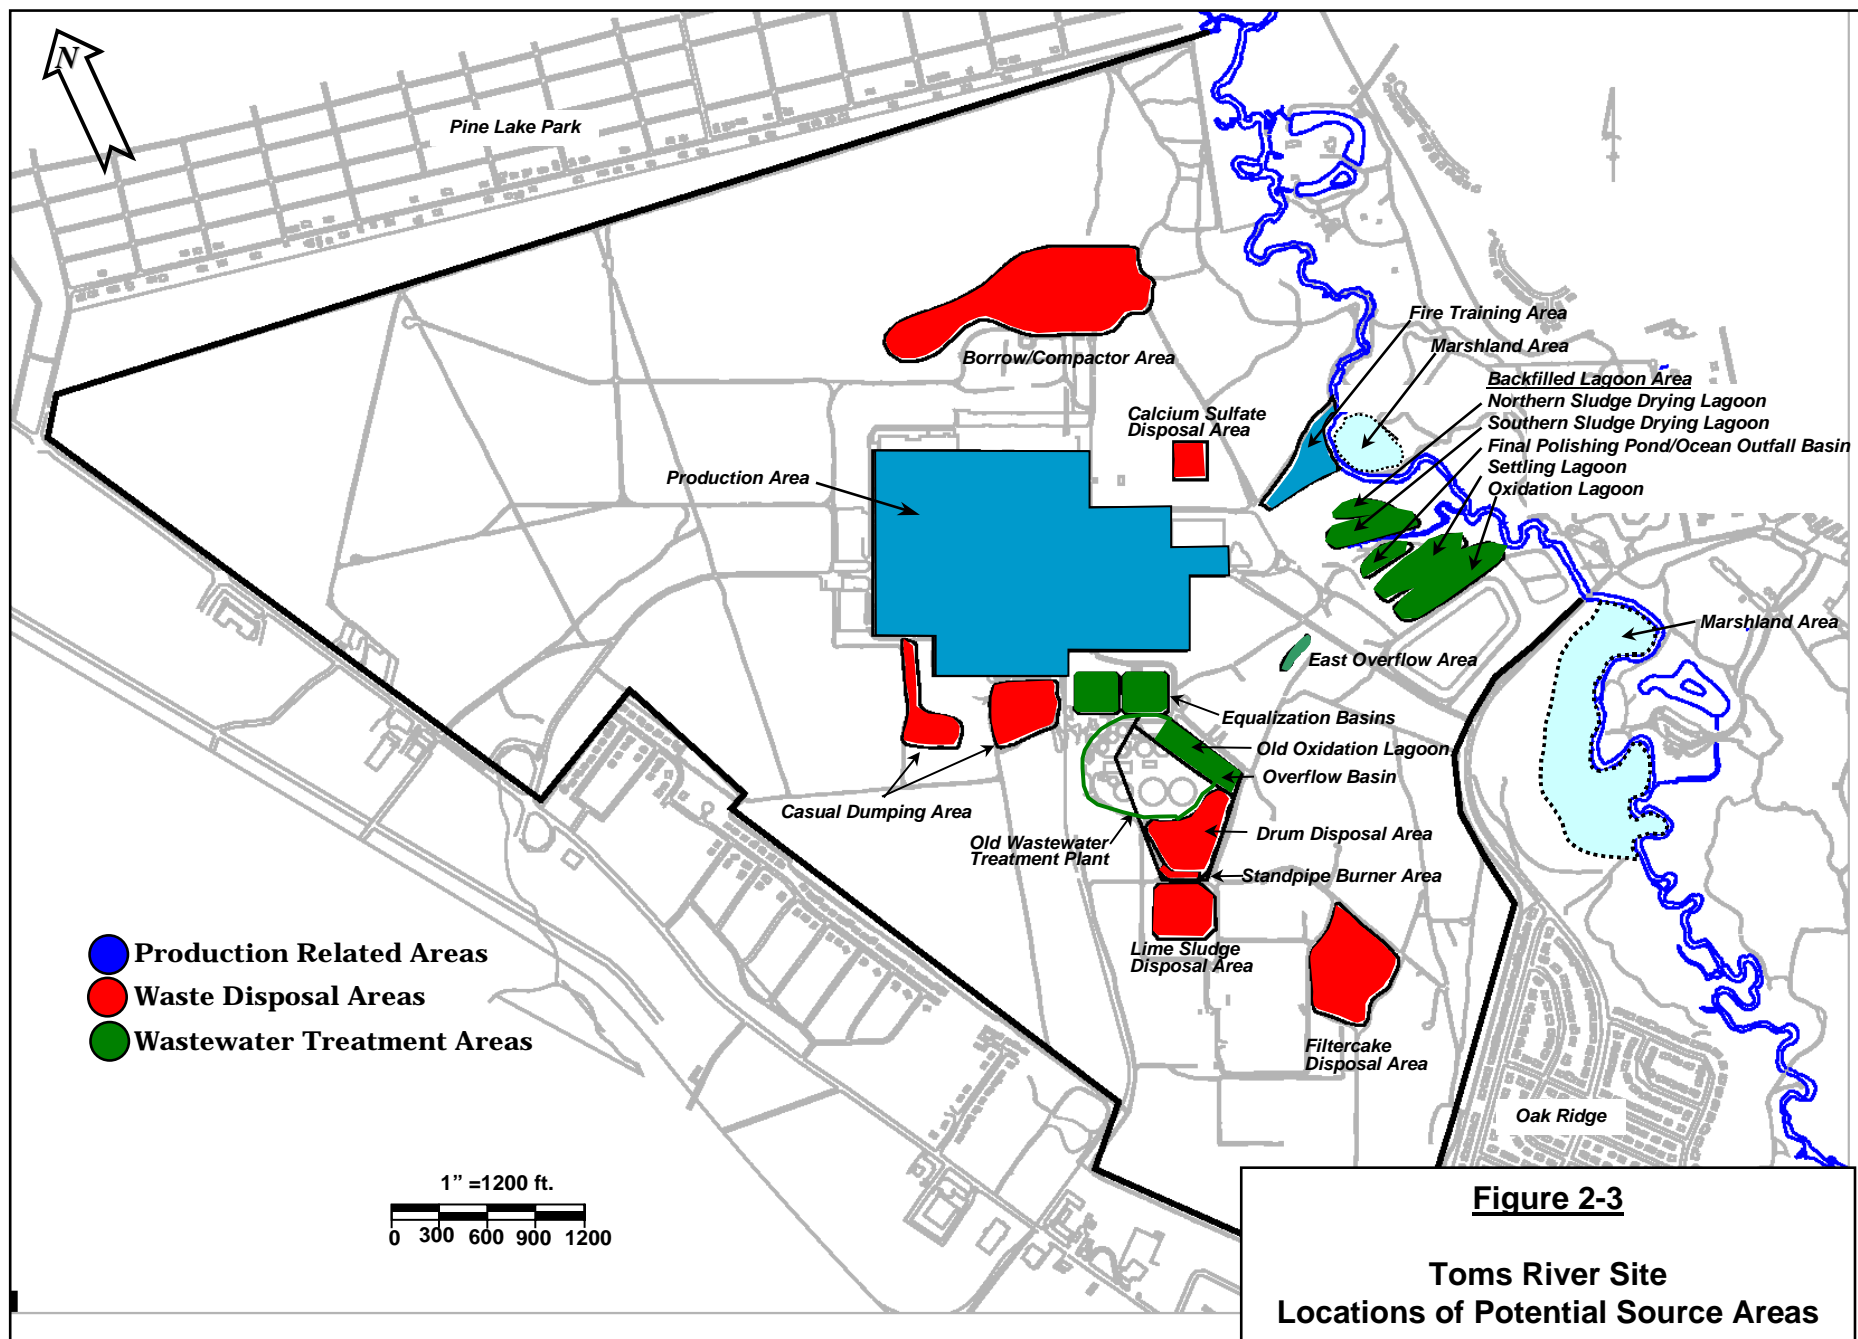 N
Pine Lake Park
Fire Training Area
Marshland Area
Borrow/Compactor Area
Backfilled Lagoon Area
Northern Sludge Drying Lagoon
Calcium Sulfate
Disposal Area
Southern Sludge Drying Lagoon
Final Polishing Pond/Ocean Outfall Basin
Settling Lagoon
Production Area
Oxidation Lagoon
Marshland Area
East Overflow Area
Equalization Basins
Old Oxidation Lagoon
Overflow Basin
Casual Dumping Area
Drum Disposal Area
Old Wastewater
Treatment Plant
Standpipe Burner Area
Lime Sludge
Disposal Area
Production Related Areas
Waste Disposal Areas
Wastewater Treatment Areas
Filtercake
Disposal Area
Oak Ridge
1” =1200 ft.
0 300 600 900 1200
Figure 2-3
Toms River Site
Locations of Potential Source Areas